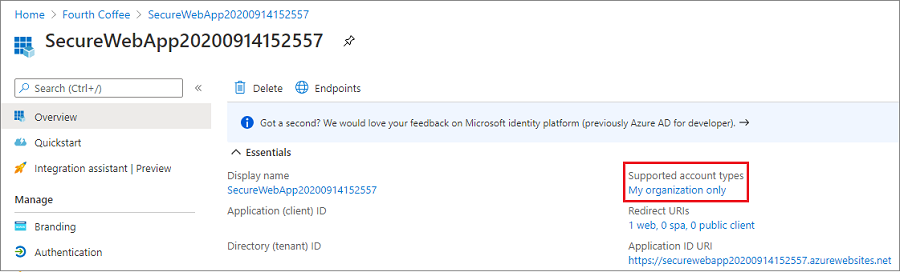 Home > Fourth Coffee > SecureWebApp20200914152557
SecureWebApp20200914152557
Search (Ctrl+/)
«
Delete
Endpoints
Overview
Quickstart
Integration assistant | Preview
Manage
Branding
Authentication
Got a second? We would love your feedback on Microsoft identity platform (previously Azure AD for developer). →
Essentials
Display name
SecureWebApp20200914152557
Application (client) ID
Directory (tenant) ID
Supported account types
My organization only
Redirect URIs
1 web, 0 spa, 0 public client
Application ID URI
https://securewebapp20200914152557.azurewebsites.net